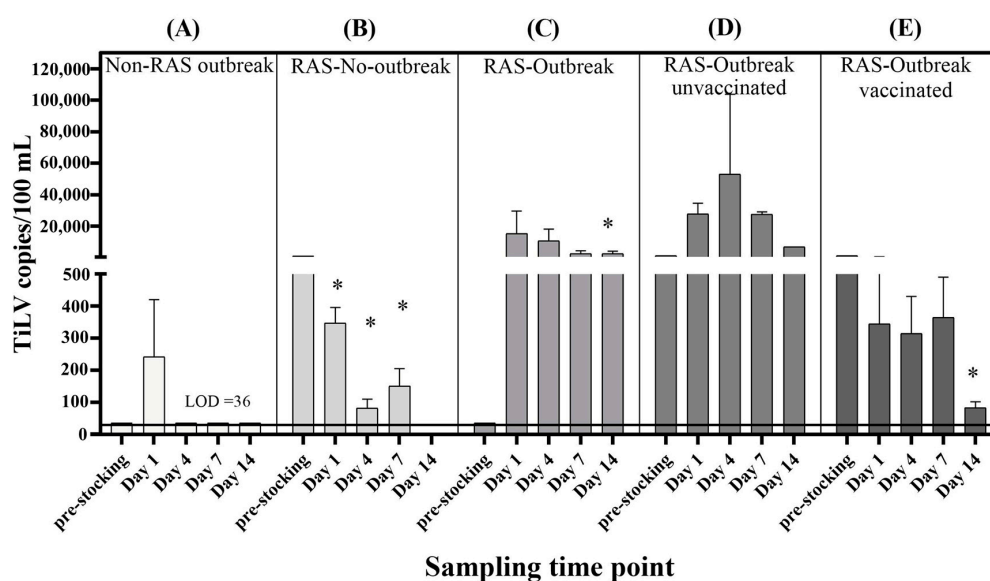 (A) (B) (C) (D) (E)
Non-RAS outbreak RAS-No-outbreak RAS-Outbreak RAS-Outbreak unvaccinated RAS-Outbreak vaccinated
TiLV copies/100 mL
120,000
100,000
80,000
60,000
40,000
20,000
500
400
300
200
100
0
LOD =36
* * * * *
pre-stocking Day 1 Day 4 Day 7 Day 14 pre-stocking Day 1 Day 4 Day 7 Day 14 pre-stocking Day 1 Day 4 Day 7 Day 14 pre-stocking Day 1 Day 4 Day 7 Day 14 pre-stocking Day 1 Day 4 Day 7 Day 14
Sampling time point